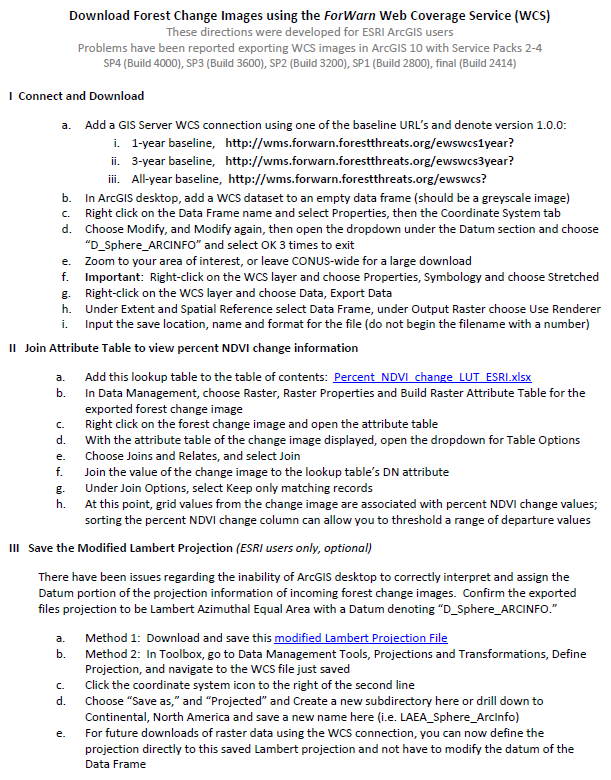 Download Forest Change Images using the ForWarn Web Coverage Service (WCS)
These directions were developed for ESRI ArcGIS users
Problems have been reported exporting WCS images in ArcGIS 10 with Service Packs 2-4
SP4 (Build 4000), SP3 (Build 3600), SP2 (Build 3200), SP1 (Build 2800), final (Build 2414)
I Connect and Download
a. Add a GIS Server WCS connection using one of the baseline URL's and denote version 1.0.0:
i. 1-year baseline, http://wms.forwarn.forestthreats.org/ewswcs1year?
ii. 3-year baseline, http://wms.forwarn.forestthreats.org/ewswcs3year?
iii. All-year baseline, http://wms.forwarn.forestthreats.org/ewswcs?
b. In ArcGIS desktop, add a WCS dataset to an empty data frame (should be a greyscale image)
c. Right click on the Data Frame name and select Properties, then the Coordinate System tab
d. Choose Modify, and Modify again, then open the dropdown under the Datum section and choose
"D_Sphere_ARCINFO" and select OK 3 times to exit
e. Zoom to your area of interest, or leave CONUS-wide for a large download
f. Important: Right-click on the WCS layer and choose Properties, Symbology and choose Stretched
g. Right-click on the WCS layer and choose Data, Export Data
h. Under Extent and Spatial Reference select Data Frame, under Output Raster choose Use Renderer
i. Input the save location, name and format for the file (do not begin the filename with a number)
II Join Attribute Table to view percent NDVI change information
a. Add this lookup table to the table of contents: Percent_NDVI_change_LUT_ESRI.xlsx
b. In Data Management, choose Raster, Raster Properties and Build Raster Attribute Table for the
exported forest change image
c. Right click on the forest change image and open the attribute table
d. With the attribute table of the change image displayed, open the dropdown for Table Options
e. Choose Joins and Relates, and select Join
f. Join the value of the change image to the lookup table's DN attribute
g. Under Join Options, select Keep only matching records
h. At this point, grid values from the change image are associated with percent NDVI change values;
sorting the percent NDVI change column can allow you to threshold a range of departure values
III Save the Modified Lambert Projection (ESRI users only, optional)
There have been issues regarding the inability of ArcGIS desktop to correctly interpret and assign the
Datum portion of the projection information of incoming forest change images. Confirm the exported
files projection to be Lambert Azimuthal Equal Area with a Datum denoting "D_Sphere_ARCINFO."
a. Method 1: Download and save this modified Lambert Projection File
b. Method 2: In Toolbox, go to Data Management Tools, Projections and Transformations, Define
Projection, and navigate to the WCS file just saved
c. Click the coordinate system icon to the right of the second line
d. Choose "Save as," and "Projected" and Create a new subdirectory here or drill down to
Continental, North America and save a new name here (i.e. LAEA_Sphere_ArcInfo)
e. For future downloads of raster data using the WCS connection, you can now define the
projection directly to this saved Lambert projection and not have to modify the datum of the
Data Frame